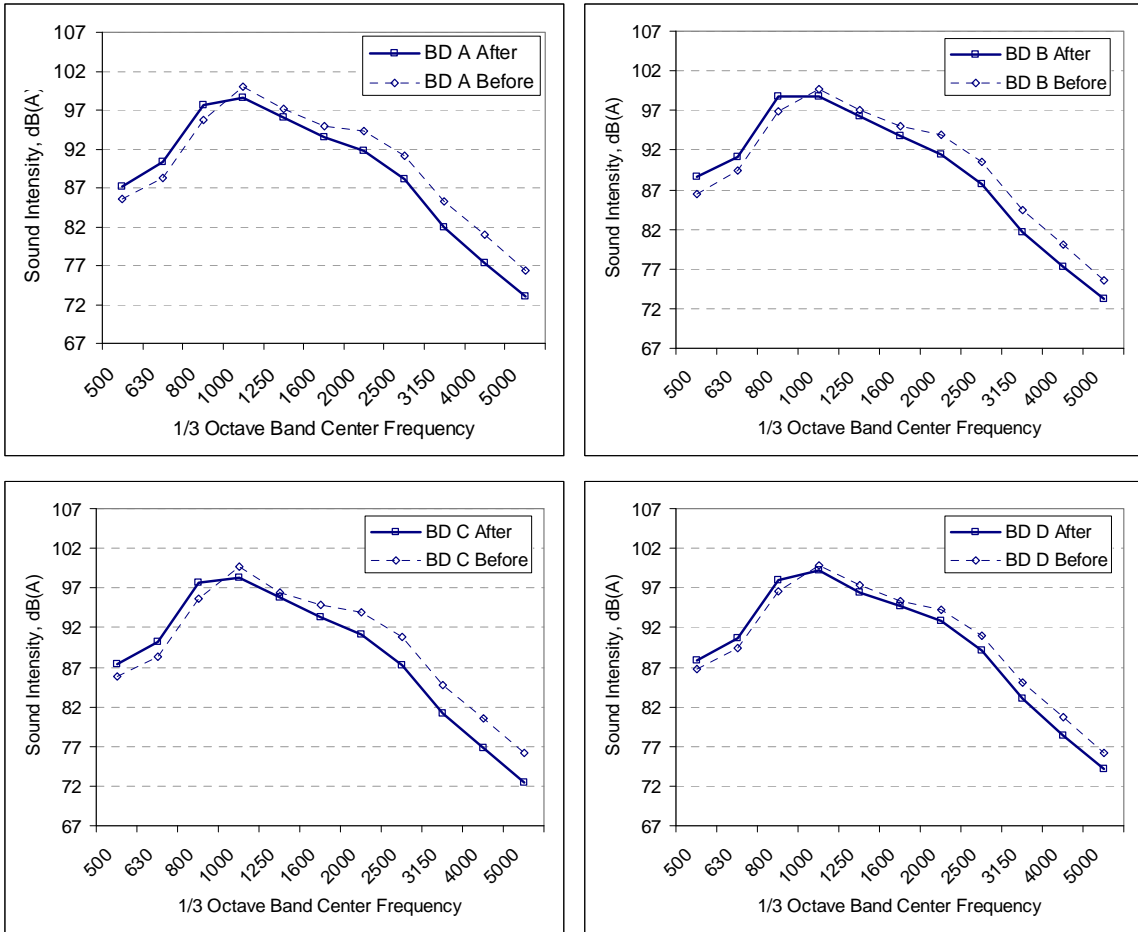 BD A After
BD A Before
Sound Intensity, dB(A)
107
102
97
92
87
82
77
72
67
500 630 800 1000 1250 1600 2000 2500 3150 4000 5000
1/3 Octave Band Center Frequency
BD B After
BD B Before
Sound Intensity, dB(A)
107
102
97
92
87
82
77
72
67
500 630 800 1000 1250 1600 2000 2500 3150 4000 5000
1/3 Octave Band Center Frequency
BD C After
BD C Before
Sound Intensity, dB(A)
107
102
97
92
87
82
77
72
67
500 630 800 1000 1250 1600 2000 2500 3150 4000 5000
1/3 Octave Band Center Frequency
BD D After
BD D Before
Sound Intensity, dB(A)
107
102
97
92
87
82
77
72
67
500 630 800 1000 1250 1600 2000 2500 3150 4000 5000
1/3 Octave Band Center Frequency